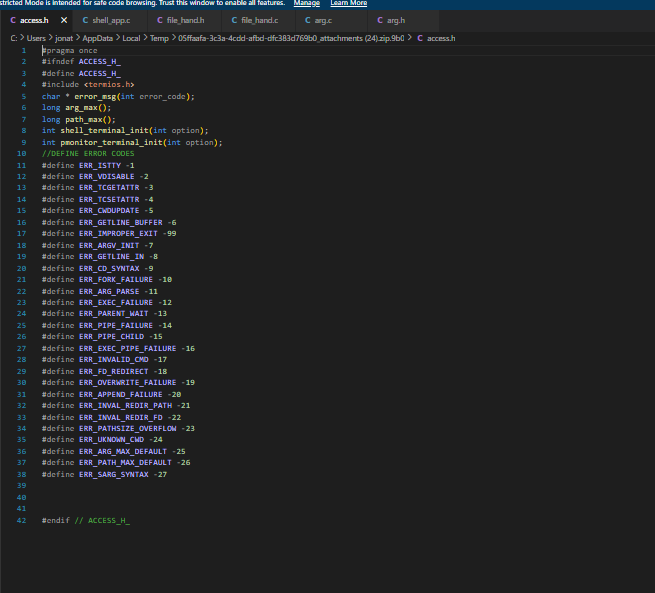 stricted Mode is intended for safe code browsing. Trust this window to enable all features. Manage Learn More
access.h shell_app.c file_hand.h file_hand.c arg.c arg.h
C: > Users > jonat > AppData > Local > Temp > 05ffaafa-3c3a-4cdd-afbd-dfc383d769b0_attachments (24).zip.9b0 > C access.h
1 #pragma once
2 #ifndef ACCESS_H_
3 #define ACCESS_H_
4 #include <termios.h>
5 char * error_msg(int error_code);
6 long arg_max();
7 long path_max();
8 int shell_terminal_init(int option);
9 int pmonitor_terminal_init(int option);
10 //DEFINE ERROR CODES
11 #define ERR_ISTTY -1
12 #define ERR_VDISABLE -2
13 #define ERR_TCGETATTR -3
14 #define ERR_TCSETATTR -4
15 #define ERR_CWDUPDATE -5
16 #define ERR_GETLINE_BUFFER -6
17 #define ERR_IMPROPER_EXIT -99
18 #define ERR_ARGV_INIT -7
19 #define ERR_GETLINE_IN -8
20 #define ERR_CD_SYNTAX -9
21 #define ERR_FORK_FAILURE -10
22 #define ERR_ARG_PARSE -11
23 #define ERR_EXEC_FAILURE -12
24 #define ERR_PARENT_WAIT -13
25 #define ERR_PIPE_FAILURE -14
26 #define ERR_PIPE_CHILD -15
27 #define ERR_EXEC_PIPE_FAILURE -16
28 #define ERR_INVALID_CMD -17
29 #define ERR_FD_REDIRECT -18
30 #define ERR_OVERWRITE_FAILURE -19
31 #define ERR_APPEND_FAILURE -20
32 #define ERR_INVAL_REDIR_PATH -21
33 #define ERR_INVAL_REDIR_FD -22
34 #define ERR_PATHSIZE_OVERFLOW -23
35 #define ERR_UKNOWN_CWD -24
36 #define ERR_ARG_MAX_DEFAULT -25
37 #define ERR_PATH_MAX_DEFAULT -26
38 #define ERR_SARG_SYNTAX -27
39
40
41
42 #endif // ACCESS_H_